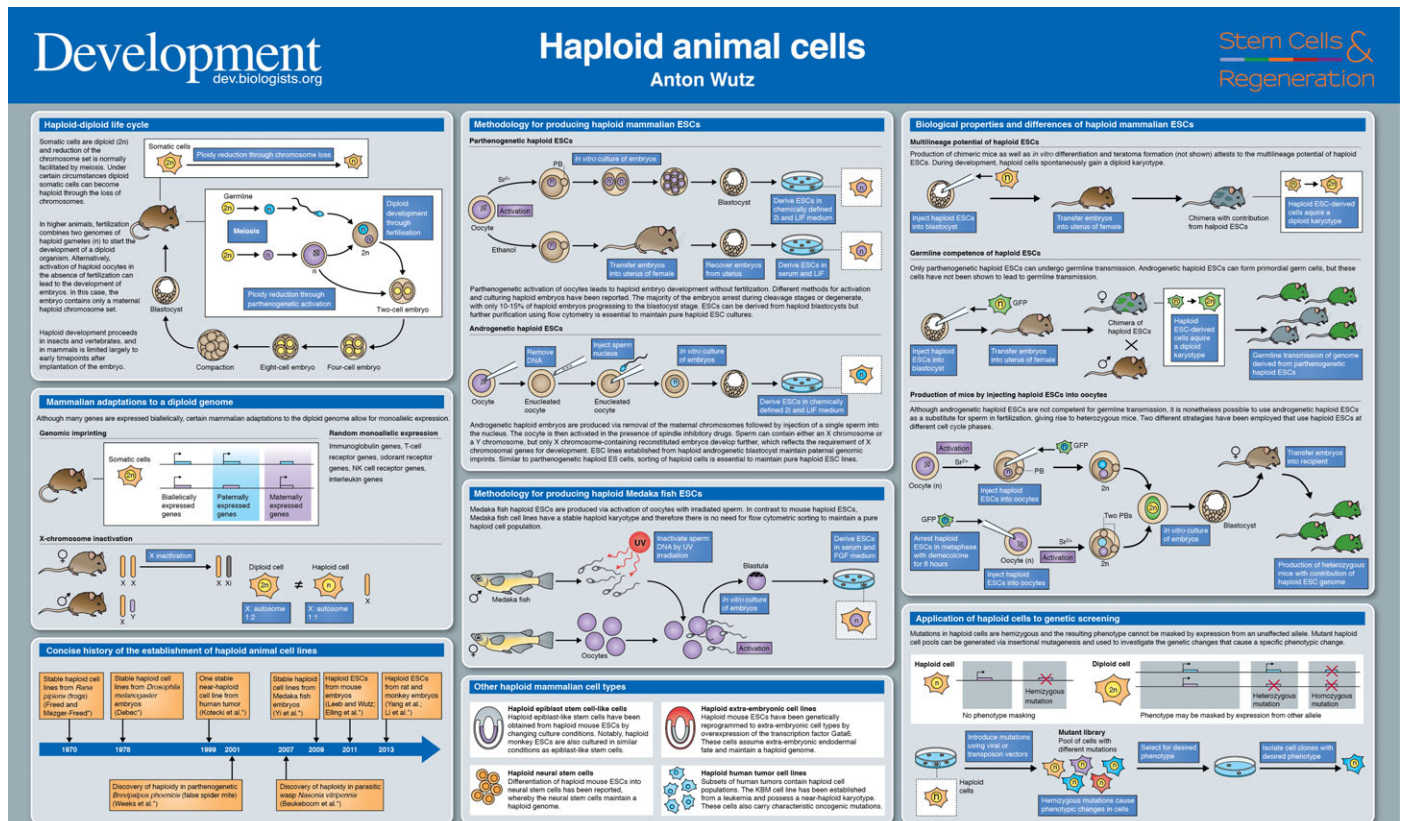 Development
dev.biologists.org
Haploid animal cells
Anton Wutz
Stem Cells &
Regeneration
Haploid-diploid life cycle
Somatic cells are diploid (2n)
and reduction of the
chromosome set is normally
facilitated by meiosis. Under
certain circumstances diploid
somatic cells can become
haploid through the loss of
chromosomes.
In higher animals, fertilization
combines two genomes of
haploid gametes (n) to start the
development of a diploid
organism. Alternatively,
activation of haploid oocytes in
the absence of fertilization can
lead to the development of
embryos. In this case, the
embryo contains only a maternal
haploid chromosome set.
Haploid development proceeds
in insects and vertebrates, and
in mammals is limited largely to
early timepoints after
implantation of the embryo.
Somatic cells
2n
Ploidy reduction through chromosome loss
n
Germline
2n
n
Meiosis
2n
n
n
2n
Diploid
development
through
fertilisation
Ploidy reduction through
parthenogenetic activation
Two-cell embryo
Blastocyst
Compaction
Eight-cell embryo
Four-cell embryo
Mammalian adaptations to a diploid genome
Although many genes are expressed biallelically, certain mammalian adaptations to the diploid genome allow for monoallelic expression.
Genomic imprinting
Somatic cells
2n
Biallelically
expressed
genes
Paternally
expressed
genes
Maternally
expressed
genes
Random monoallelic expression
Immunoglobulin genes, T-cell
receptor genes, odorant receptor
genes, NK cell receptor genes,
interleukin genes
X-chromosome inactivation
♀
X X
X inactivation
X Xi
♂
X Y
Diploid cell
2n
X: autosome
1:2
≠
Haploid cell
n
X: autosome
1:1
X
Concise history of the establishment of haploid animal cell lines
Stable haploid cell
lines from Rana
pipiens (frogs)
(Freed and
Mezger-Freed*)
Stable haploid cell
lines from Drosophila
melanogaster
embryos
(Debec*)
One stable
near-haploid
cell line from
human tumor
(Kotecki et al.*)
Stable haploid
cell lines from
Medaka fish
embryos
(Yi et al.*)
Haploid ESCs
from mouse
embryos
(Leeb and Wutz;
Elling et al.*)
Haploid ESCs
from rat and
monkey embryos
(Yang et al.;
Li et al.*)
1970 1978 1999 2001 2007 2009 2011 2013
Discovery of haploidy in parthenogenetic
Brevipalpus phoenicis (false spider mite)
(Weeks et al.*)
Discovery of haploidy in parasitic
wasp Nasonia vitripennis
(Beukeboom et al.*)
Methodology for producing haploid mammalian ESCs
Parthenogenetic haploid ESCs
Sr²⁺
Activation
Oocyte
Ethanol
PB
In vitro culture of embryos
Blastocyst
Derive ESCs in
chemically defined
2i and LIF medium
n
Transfer embryos
into uterus of female
Recover embryos
from uterus
Derive ESCs in
serum and LIF
n
Parthenogenetic activation of oocytes leads to haploid embryo development without fertilization. Different methods for activation
and culturing haploid embryos have been reported. The majority of the embryos arrest during cleavage stages or degenerate,
with only 10-15% of haploid embryos progressing to the blastocyst stage. ESCs can be derived from haploid blastocysts but
further purification using flow cytometry is essential to maintain pure haploid ESC cultures.
Androgenetic haploid ESCs
Remove
DNA
Inject sperm
nucleus
In vitro culture
of embryos
Oocyte
Enucleated
oocyte
Enucleated
oocyte
Derive ESCs in chemically
defined 2i and LIF medium
n
Androgenetic haploid embryos are produced via removal of the maternal chromosomes followed by injection of a single sperm into
the nucleus. The oocyte is then activated in the presence of spindle inhibitory drugs. Sperm can contain either an X chromosome or
a Y chromosome, but only X chromosome-containing reconstituted embryos develop further, which reflects the requirement of X
chromosomal genes for development. ESC lines established from haploid androgenetic blastocyst maintain paternal genomic
imprints. Similar to parthenogenetic haploid ES cells, sorting of haploid cells is essential to maintain pure haploid ESC lines.
Methodology for producing haploid Medaka fish ESCs
Medaka fish haploid ESCs are produced via activation of oocytes with irradiated sperm. In contrast to mouse haploid ESCs,
Medaka fish cell lines have a stable haploid karyotype and therefore there is no need for flow cytometric sorting to maintain a pure
haploid cell population.
UV
Inactivate sperm
DNA by UV
irradiation
♂
Medaka fish
♀
Oocytes
Activation
Blastula
In vitro culture
of embryos
Derive ESCs
in serum and
FGF medium
n
Other haploid mammalian cell types
Haploid epiblast stem cell-like cells
Haploid epiblast-like stem cells have been
obtained from haploid mouse ESCs by
changing culture conditions. Notably, haploid
monkey ESCs are also cultured in similar
conditions as epiblast-like stem cells.
Haploid extra-embryonic cell lines
Haploid mouse ESCs have been genetically
reprogrammed to extra-embryonic cell types by
overexpression of the transcription factor Gata6.
These cells assume extra-embryonic endodermal
fate and maintain a haploid genome.
Haploid neural stem cells
Differentiation of haploid mouse ESCs into
neural stem cells has been reported,
whereby the neural stem cells maintain a
haploid genome.
Haploid human tumor cell lines
Subsets of human tumors contain haploid cell
populations. The KBM cell line has been established
from a leukemia and possess a near-haploid karyotype.
These cells also carry characteristic oncogenic mutations.
Biological properties and differences of haploid mammalian ESCs
Multilineage potential of haploid ESCs
Production of chimeric mice as well as in vitro differentiation and teratoma formation (not shown) attests to the multilineage potential of haploid
ESCs. During development, haploid cells spontaneously gain a diploid karyotype.
n
Inject haploid ESCs
into blastocyst
Transfer embryos
into uterus of female
Chimera with contribution
from halpoid ESCs
n 2n
Haploid ESC-derived
cells aquire a
diploid karyotype
Germline competence of haploid ESCs
Only parthenogenetic haploid ESCs can undergo germline transmission. Androgenetic haploid ESCs can form primordial germ cells, but these
cells have not been shown to lead to germline transmission.
n GFP
Inject haploid
ESCs into
blastocyst
Transfer embryos
into uterus of female
♀
Chimera
of haploid ESCs
♂
n 2n
Haploid
ESC-derived
cells aquire
a diploid
karyotype
Germline transmission of genome
derived from parthenogenetic
haploid ESCs
Production of mice by injecting haploid ESCs into oocytes
Although androgenetic haploid ESCs are not competent for germline transmission, it is nonetheless possible to use androgenetic haploid ESCs
as a substitute for sperm in fertilization, giving rise to heterozygous mice. Two different strategies have been employed that use haploid ESCs at
different cell cycle phases.
Activation
Sr²⁺
Oocyte (n)
n GFP
PB
Inject haploid
ESCs into oocytes
2n
GFP n
Arrest haploid
ESCs in metaphase
with demecolcine
for 8 hours
Oocyte (n)
Inject haploid
ESCs into oocytes
Sr²⁺
Activation
Two PBs
2n
2n
In vitro culture
of embryos
Blastocyst
♀
Transfer embryos
into recipient
Production of heterozygous
mice with contribution of
haploid ESC genome
Application of haploid cells to genetic screening
Mutations in haploid cells are hemizygous and the resulting phenotype cannot be masked by expression from an unaffected allele. Mutant haploid
cell pools can be generated via insertional mutagenesis and used to investigate the genetic changes that cause a specific phenotypic change.
Haploid cell
n
Hemizygous
mutation
No phenotype masking
Diploid cell
2n
Heterozygous
mutation
Homozygous
mutation
Phenotype may be masked by expression from other allele
Introduce mutations
using viral or
transposon vectors
n
Haploid
cells
Mutant library
Pool of cells with
different mutations
Hemizygous mutations cause
phenotypic changes in cells
Select for desired
phenotype
Isolate cell clones with
desired phenotype
n